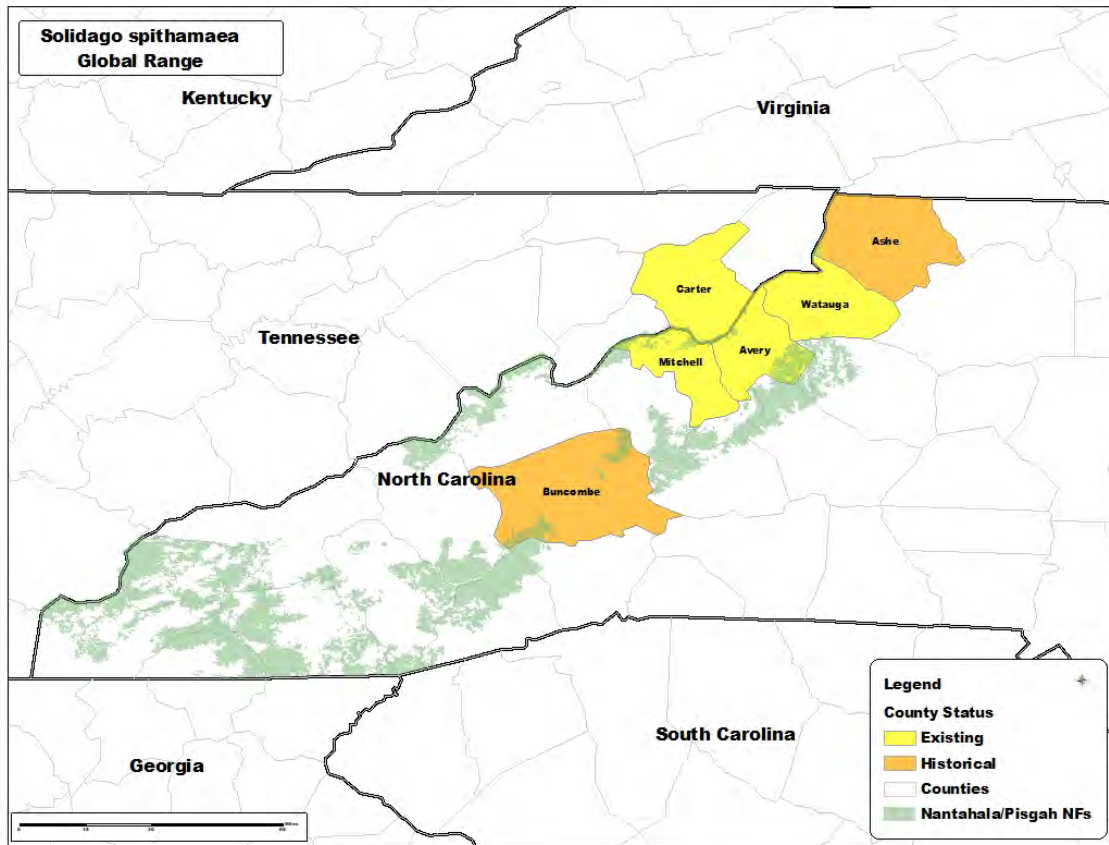 Solidago spithamaea
Global Range
Kentucky
Virginia
Ashe
Carter
Watauga
Tennessee
Avery
Mitchell
North Carolina
Buncombe
South Carolina
Georgia
Legend
County Status
Existing
Historical
Counties
Nantahala/Pisgah NFs
0